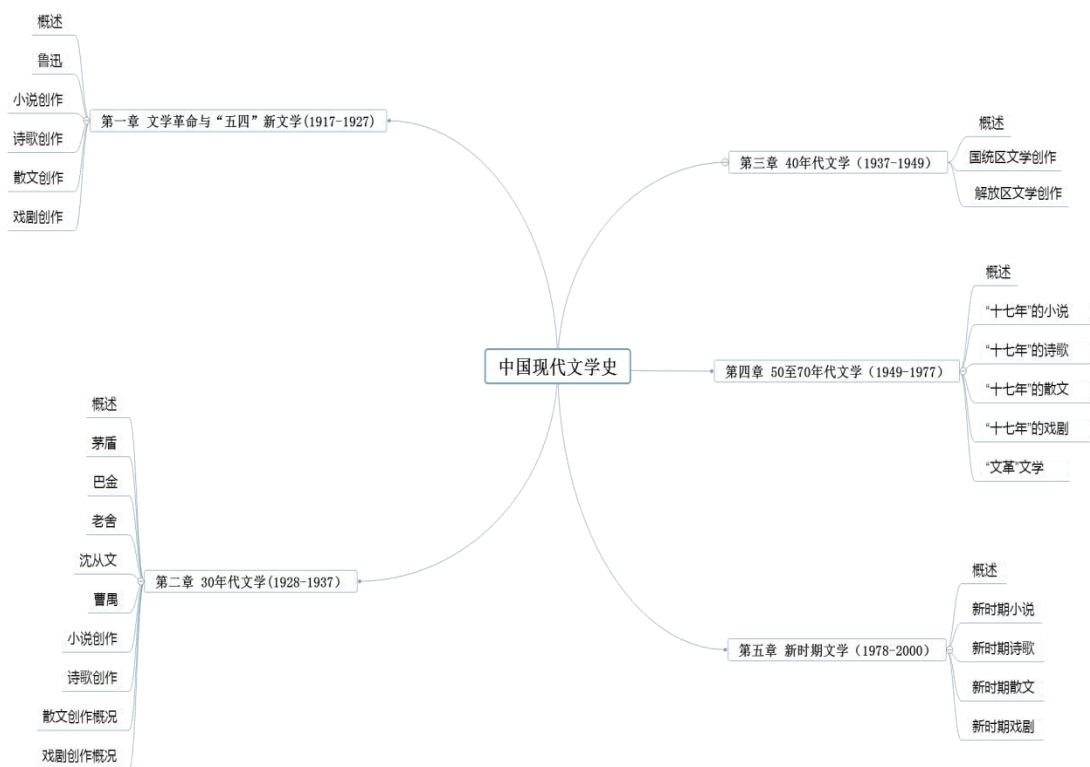 中国现代文学史
第一章 文学革命与“五四”新文学(1917-1927)
概述
鲁迅
小说创作
诗歌创作
散文创作
戏剧创作
第二章 30年代文学(1928-1937)
概述
茅盾
巴金
老舍
沈从文
曹禺
小说创作
诗歌创作
散文创作概况
戏剧创作概况
第三章 40年代文学（1937-1949）
概述
国统区文学创作
解放区文学创作
第四章 50至70年代文学（1949-1977）
概述
“十七年”的小说
“十七年”的诗歌
“十七年”的散文
“十七年”的戏剧
“文革”文学
第五章 新时期文学（1978-2000）
概述
新时期小说
新时期诗歌
新时期散文
新时期戏剧